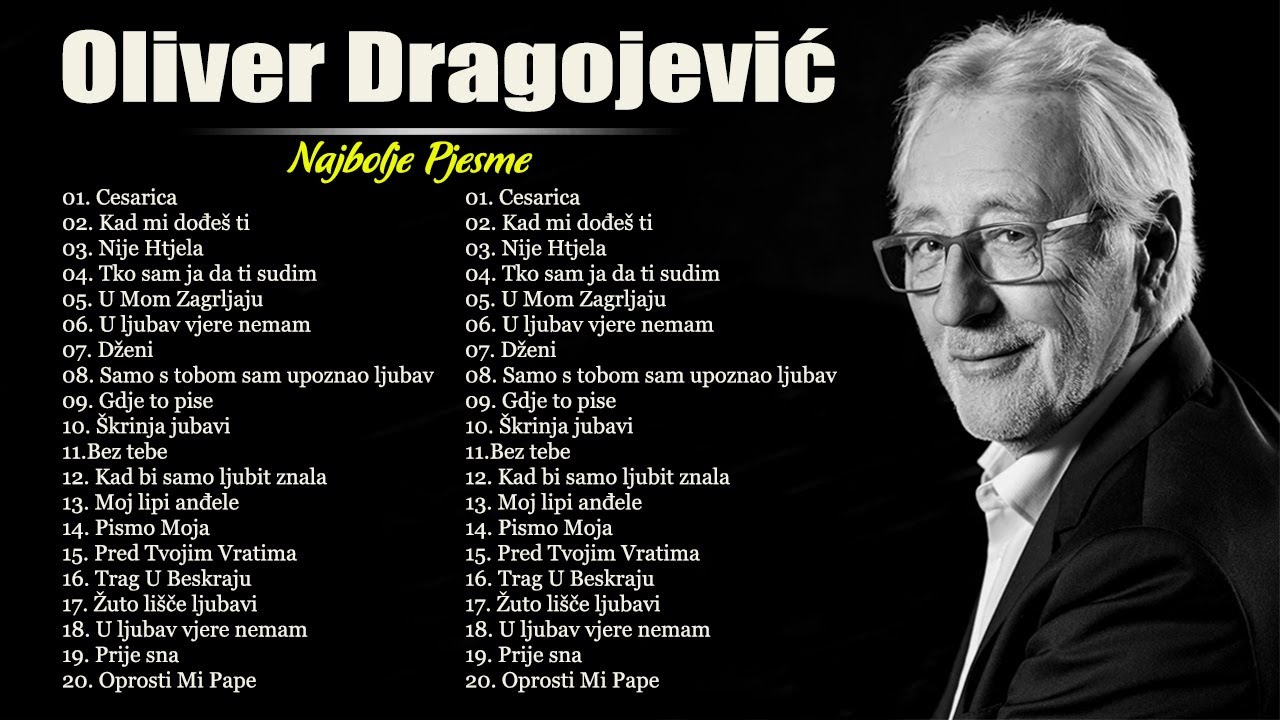 Oliver Dragojević
Najbolje Pjesme
01. Cesarica
02. Kad mi dođeš ti
03. Nije Htjela
04. Tko sam ja da ti sudim
05. U Mom Zagrljaju
06. U ljubav vjere nemam
07. Dženi
08. Samo s tobom sam upoznao ljubav
09. Gdje to pise
10. Škrinja jubavi
11.Bez tebe
12. Kad bi samo ljubit znala
13. Moj lipi anđele
14. Pismo Moja
15. Pred Tvojim Vratima
16. Trag U Beskraju
17. Žuto lišče ljubavi
18. U ljubav vjere nemam
19. Prije sna
20. Oprosti Mi Pape
01. Cesarica
02. Kad mi dođeš ti
03. Nije Htjela
04. Tko sam ja da ti sudim
05. U Mom Zagrljaju
06. U ljubav vjere nemam
07. Dženi
08. Samo s tobom sam upoznao ljubav
09. Gdje to pise
10. Škrinja jubavi
11.Bez tebe
12. Kad bi samo ljubit znala
13. Moj lipi anđele
14. Pismo Moja
15. Pred Tvojim Vratima
16. Trag U Beskraju
17. Žuto lišče ljubavi
18. U ljubav vjere nemam
19. Prije sna
20. Oprosti Mi Pape